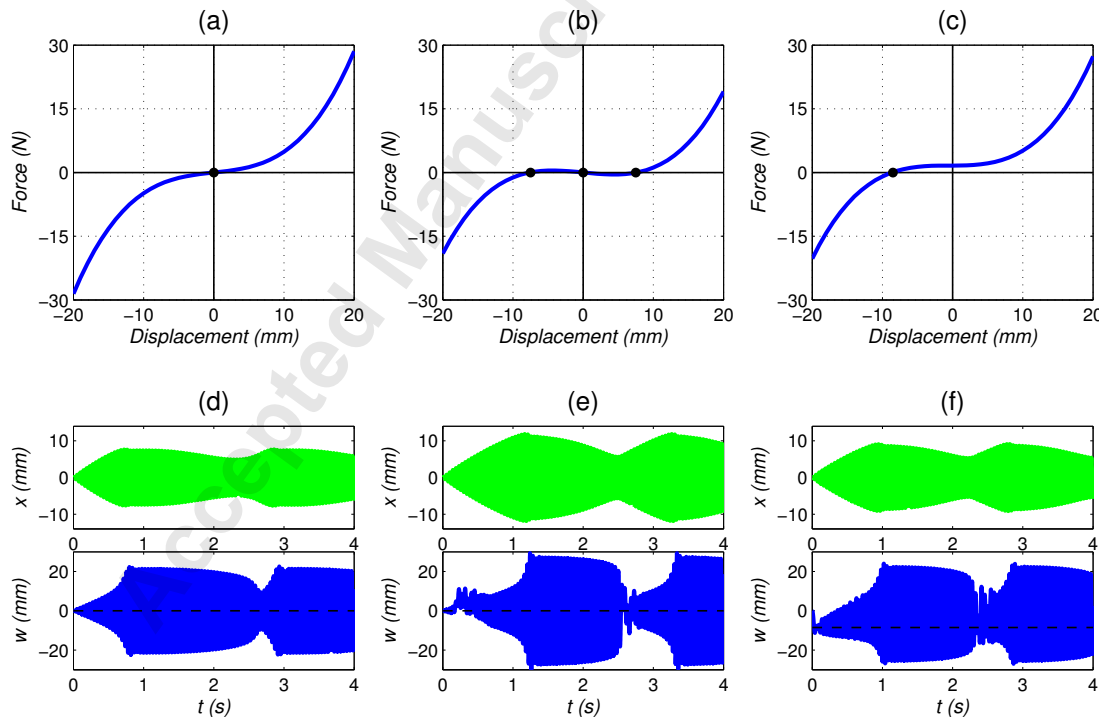 (a) (b) (c)
30 30 30
15 15 15
0 0 0
−15 −15 −15
−30 −30 −30
Force (N) Force (N) Force (N)
−20 −10 0 10 20 −20 −10 0 10 20 −20 −10 0 10 20
Displacement (mm) Displacement (mm) Displacement (mm)
Accepted Manuscri
(d) (e) (f)
10 10 10
0 0 0
−10 −10 −10
x (mm) x (mm) x (mm)
0 1 2 3 4 0 1 2 3 4 0 1 2 3 4
20 20 20
0 0 0
−20 −20 −20
w (mm) w (mm) w (mm)
0 1 2 3 4 0 1 2 3 4 0 1 2 3 4
t (s) t (s) t (s)